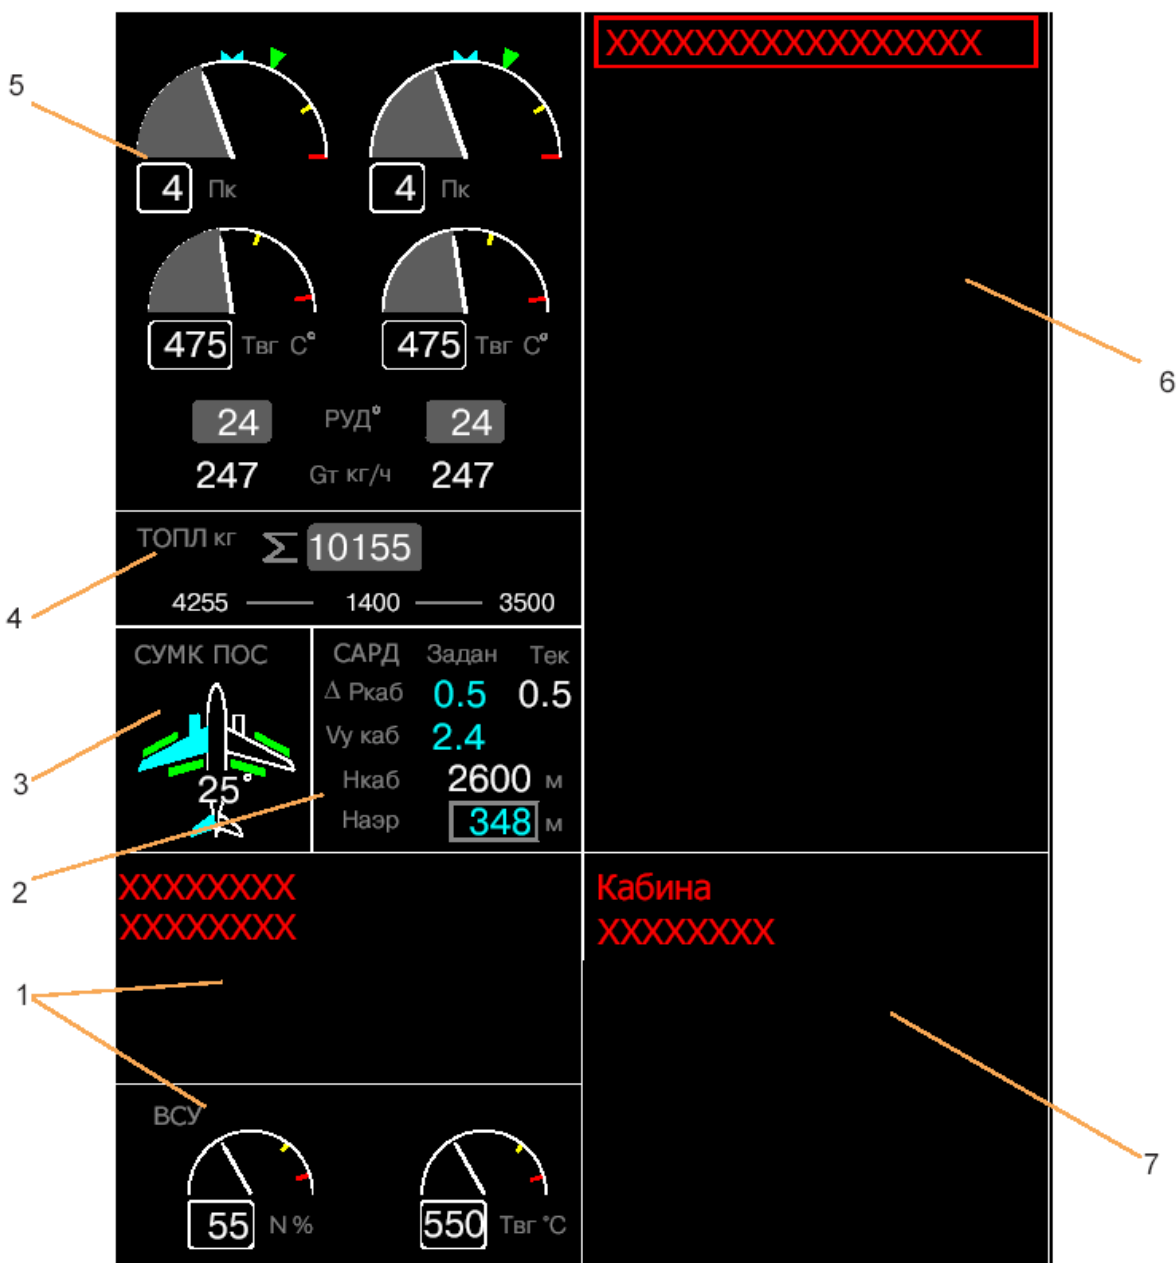 XXXXXXXXXXXXXXXXX
5
4 Пк 4 Пк
475 Твг C° 475 Твг C°
6
24 РУД° 24
247 Gт кг/ч 247
ТОПЛ кг Σ 10155
4
4255 1400 3500
СУМК ПОС
САРД Задан Тек
Δ Ркаб 0.5 0.5
Vy каб 2.4
3
25°
Нкаб 2600 м
Наэр 348 м
2
XXXXXXXX
XXXXXXXX
Кабина
XXXXXXXX
1
ВСУ
7
55 N % 550 Твг °C